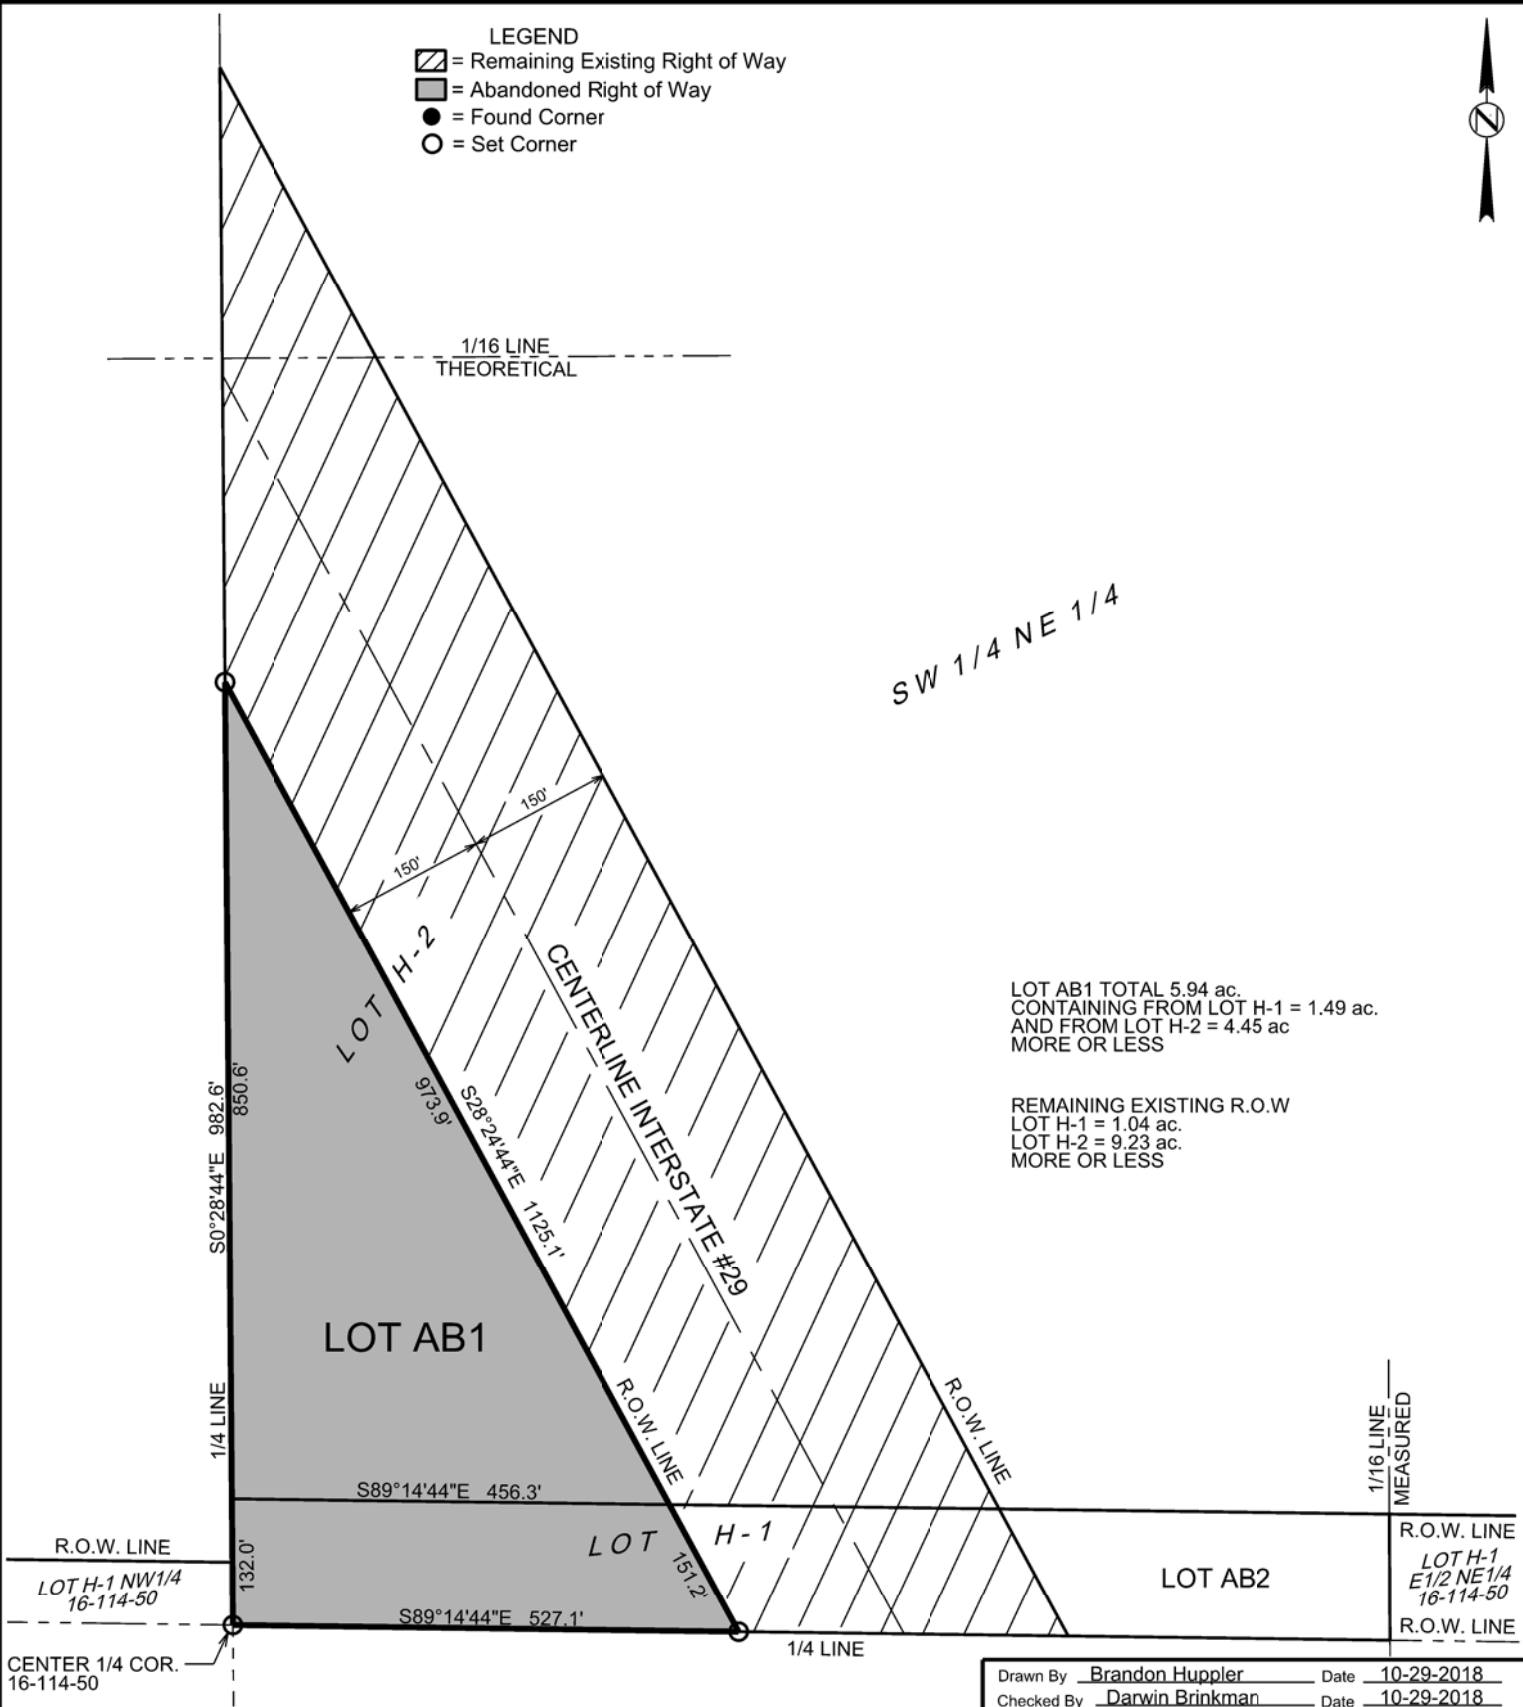 LEGEND
= Remaining Existing Right of Way
= Abandoned Right of Way
= Found Corner
= Set Corner
N
1/16 LINE
THEORETICAL
SW 1/4 NE 1/4
150'
150'
LOT H-2
CENTERLINE INTERSTATE #29
LOT AB1 TOTAL 5.94 ac.
CONTAINING FROM LOT H-1 = 1.49 ac.
AND FROM LOT H-2 = 4.45 ac
MORE OR LESS
REMAINING EXISTING R.O.W
LOT H-1 = 1.04 ac.
LOT H-2 = 9.23 ac.
MORE OR LESS
S0°28'44"E 982.6'
850.6'
973.9'
S28°24'44"E 1125.1'
LOT AB1
1/4 LINE
R.O.W. LINE
R.O.W. LINE
1/16 LINE
MEASURED
S89°14'44"E 456.3'
R.O.W. LINE
LOT H-1 NW1/4
16-114-50
132.0'
LOT H-1
151.2'
LOT AB2
R.O.W. LINE
LOT H-1
E1/2 NE1/4
16-114-50
R.O.W. LINE
S89°14'44"E 527.1'
1/4 LINE
CENTER 1/4 COR.
16-114-50
Drawn By Brandon Huppler Date 10-29-2018
Checked By Darwin Brinkman Date 10-29-2018